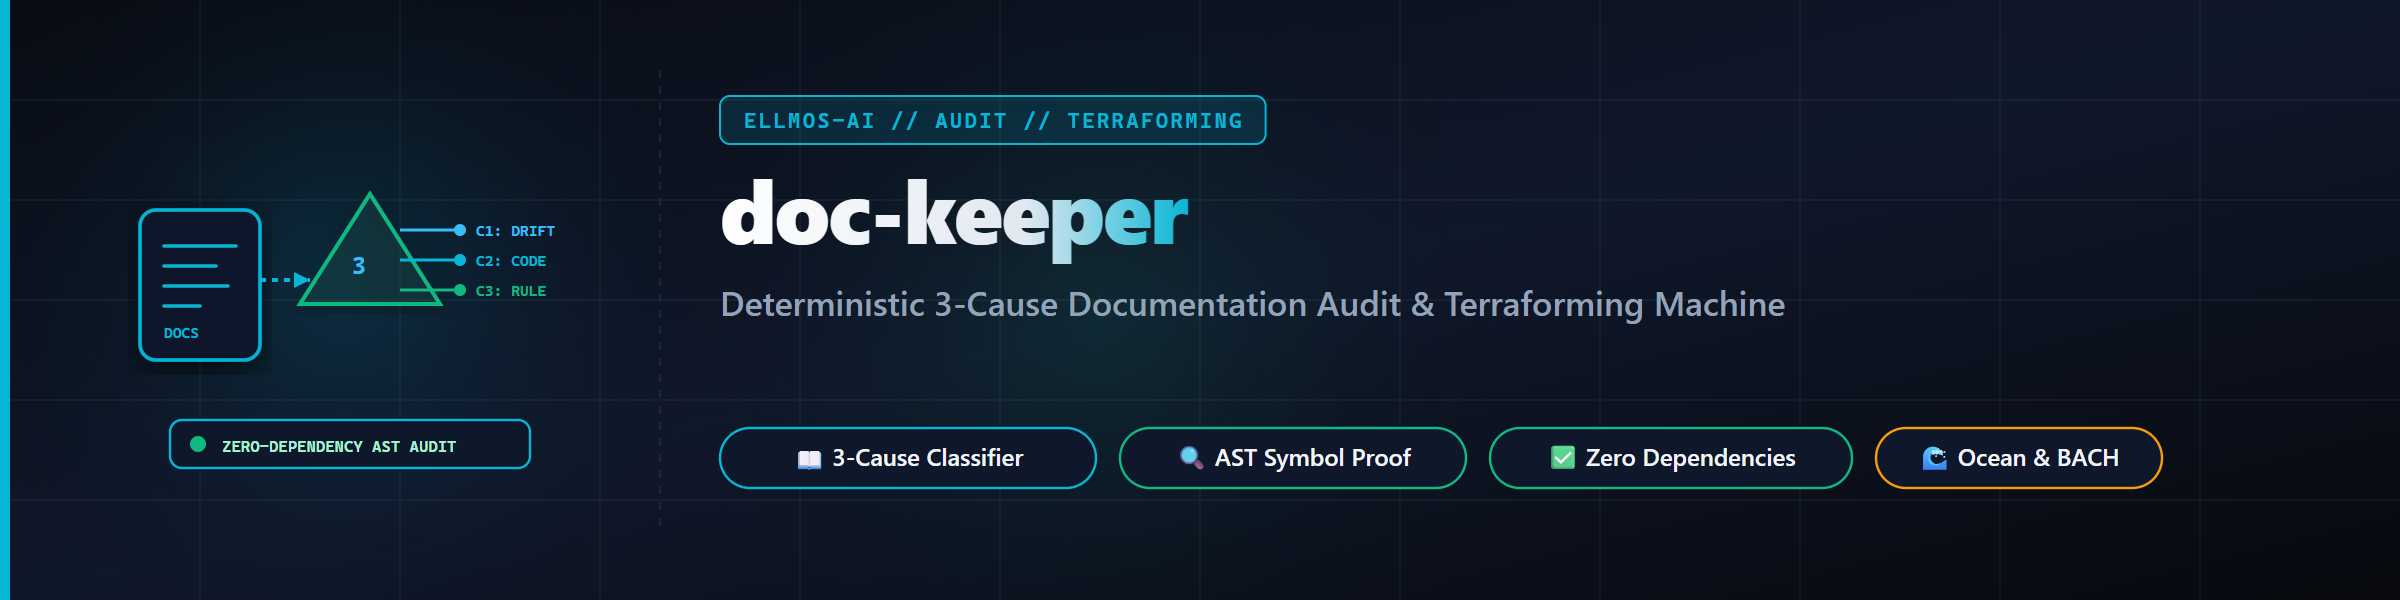 DOCS
3
C1: DRIFT
C2: CODE
C3: RULE
ZERO-DEPENDENCY AST AUDIT
ELLMOS-AI // AUDIT // TERRAFORMING
doc-keeper
Deterministic 3-Cause Documentation Audit & Terraforming Machine
3-Cause Classifier
AST Symbol Proof
Zero Dependencies
Ocean & BACH